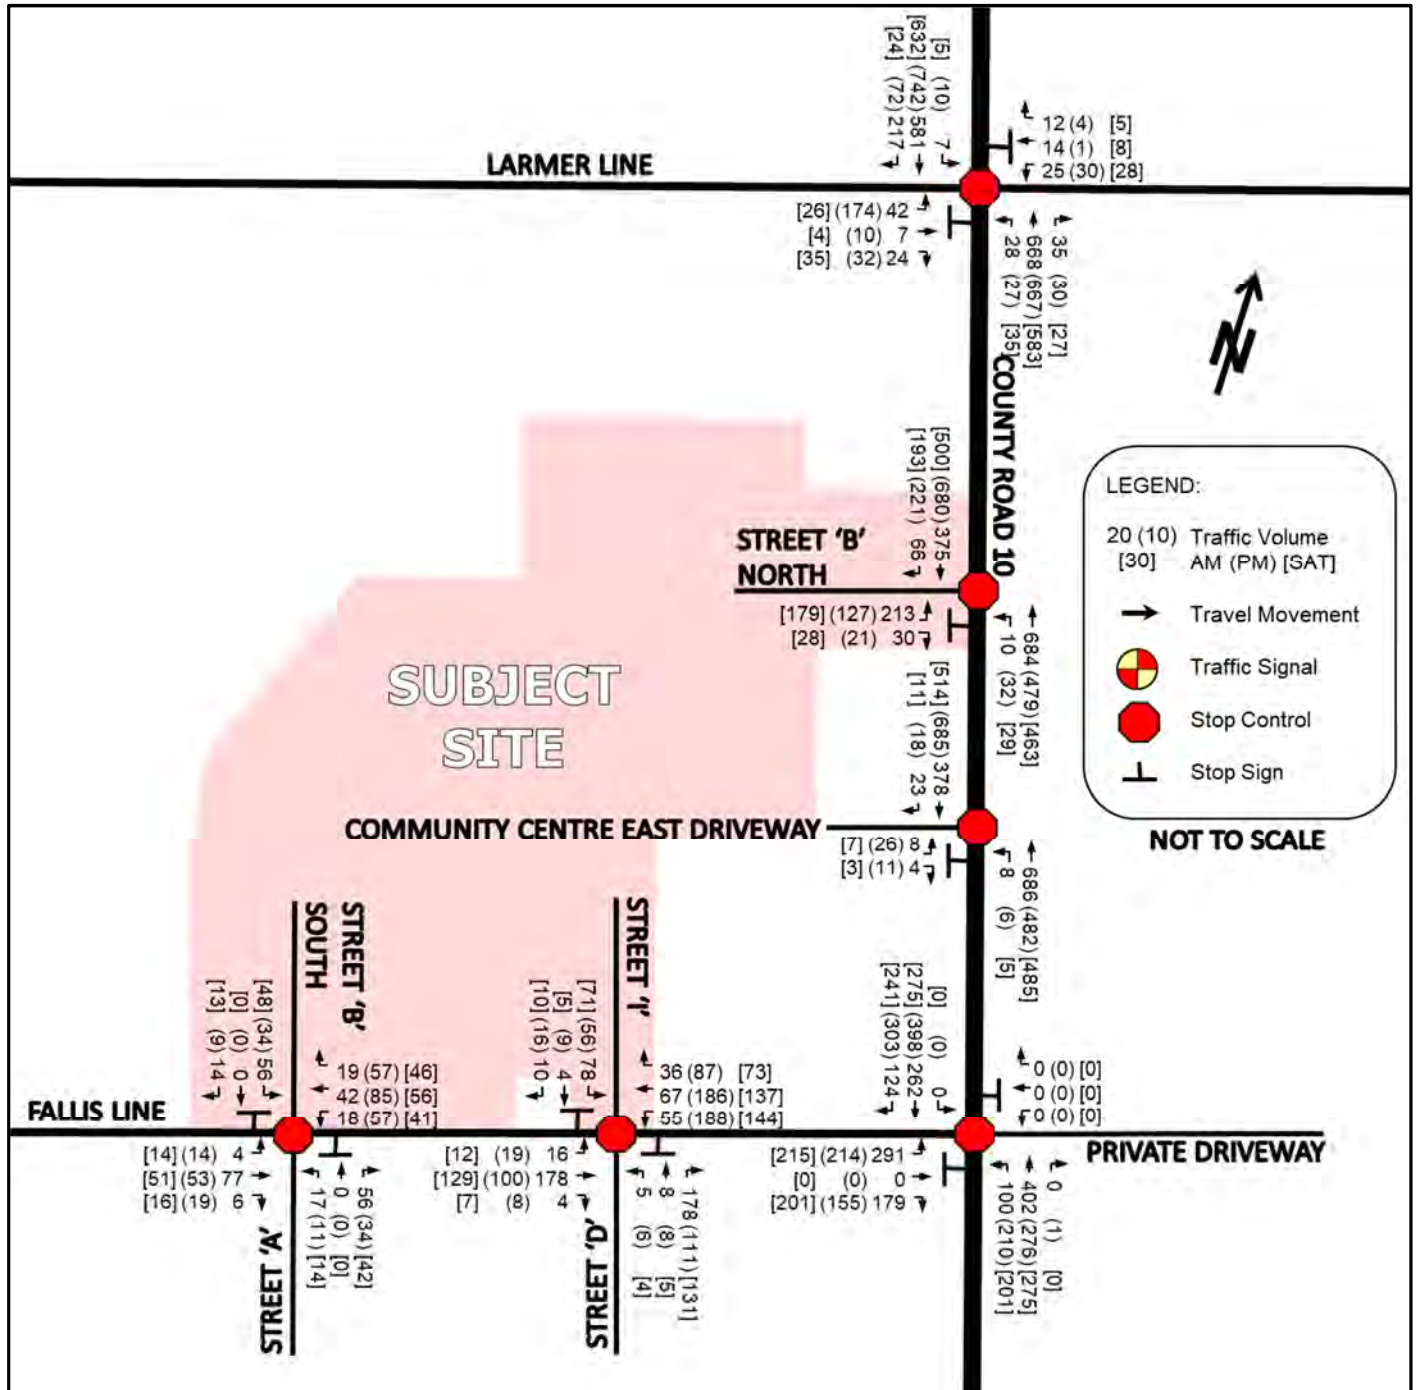 [5] (10) 7
[632] (742) 581
[24] (72) 217
12 (4) [5]
14 (1) [8]
25 (30) [28]
LARMER LINE
[26] (174) 42
[4] (10) 7
[35] (32) 24
35 (30) [27]
668 (667) [583]
28 (27) [35]
N
COUNTY ROAD 10
[500] (680) 375
[193] (221) 66
LEGEND:
20 (10) Traffic Volume
[30] AM (PM) [SAT]
Travel Movement
Traffic Signal
Stop Control
Stop Sign
NOT TO SCALE
STREET 'B'
NORTH
[179] (127) 213
[28] (21) 30
684 (479) [463]
10 (32) [29]
SUBJECT
SITE
[514] (685) 378
[11] (18) 23
COMMUNITY CENTRE EAST DRIVEWAY
[7] (26) 8
[3] (11) 4
686 (482) [485]
8 (6) [5]
STREET 'B'
SOUTH
STREET 'I'
[48] (34) 56
[0] (0) 0
[13] (9) 14
19 (57) [46]
42 (85) [56]
18 (57) [41]
[71] (56) 78
[5] (9) 4
[10] (16) 10
36 (87) [73]
67 (186) [137]
55 (188) [144]
[0] (0) 0
[275] (398) 262
[241] (303) 124
0 (0) [0]
0 (0) [0]
0 (0) [0]
FALLIS LINE
PRIVATE DRIVEWAY
[14] (14) 4
[51] (53) 77
[16] (19) 6
56 (34) [42]
0 (0) [0]
17 (11) [14]
STREET 'A'
[12] (19) 16
[129] (100) 178
[7] (8) 4
178 (111) [131]
8 (8) [5]
5 (6) [4]
STREET 'D'
[215] (214) 291
[0] (0) 0
[201] (155) 179
0 (1) [0]
402 (276) [275]
100 (210) [201]